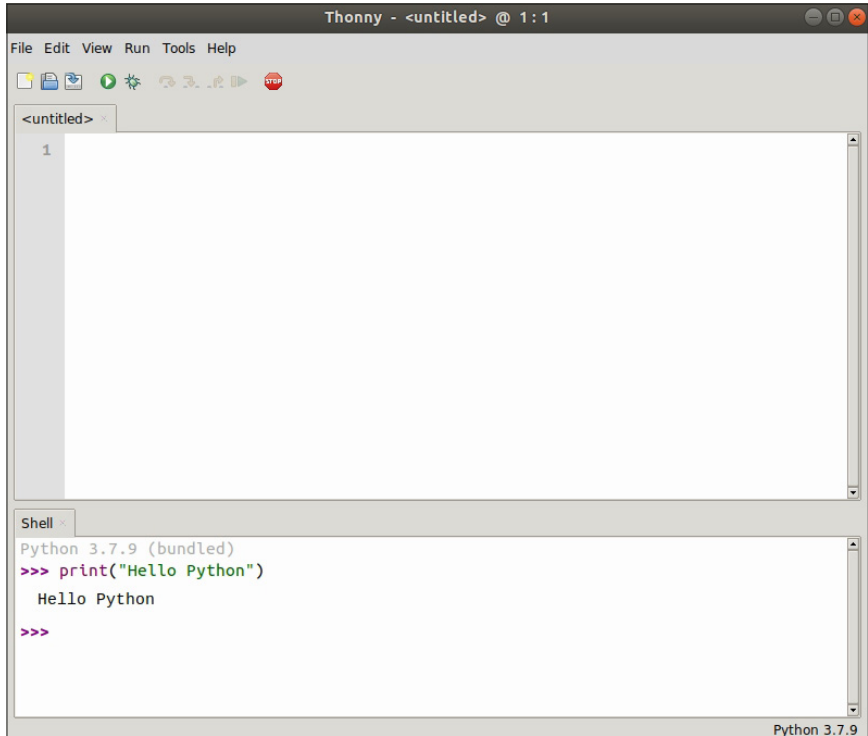 Thonny - <untitled> @ 1:1
File Edit View Run Tools Help
STOP
<untitled> ×
1
Shell ×
Python 3.7.9 (bundled)
>>> print("Hello Python")
Hello Python
>>>
Python 3.7.9